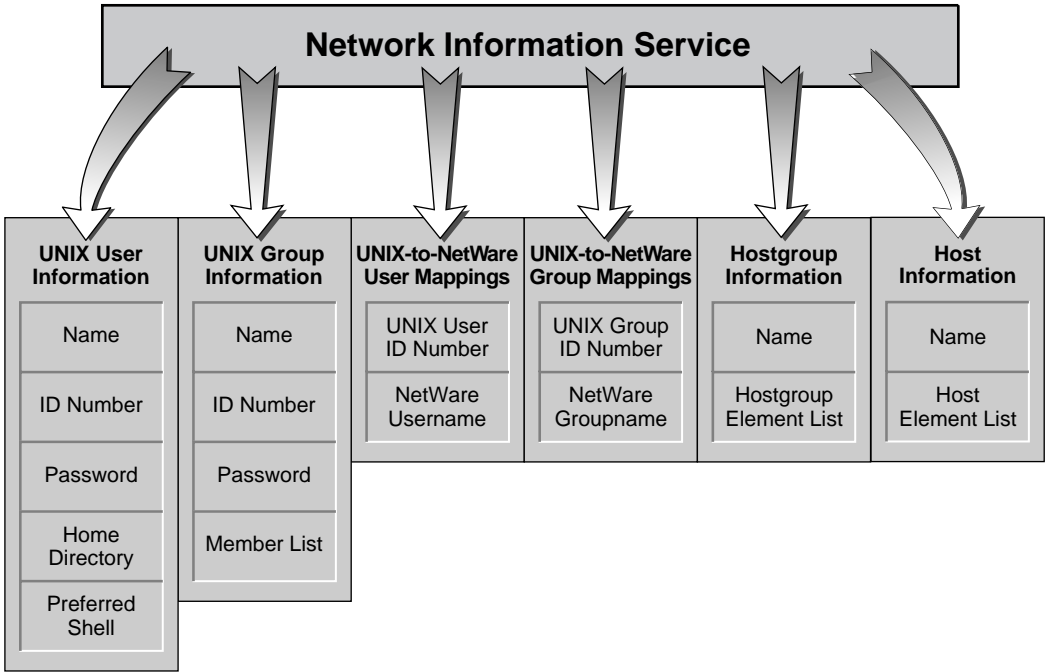 Network Information Service
UNIX User
Information
Name
ID Number
Password
Home
Directory
Preferred
Shell
UNIX Group
Information
Name
ID Number
Password
Member List
UNIX-to-NetWare
User Mappings
UNIX User
ID Number
NetWare
Username
UNIX-to-NetWare
Group Mappings
UNIX Group
ID Number
NetWare
Groupname
Hostgroup
Information
Name
Hostgroup
Element List
Host
Information
Name
Host
Element List